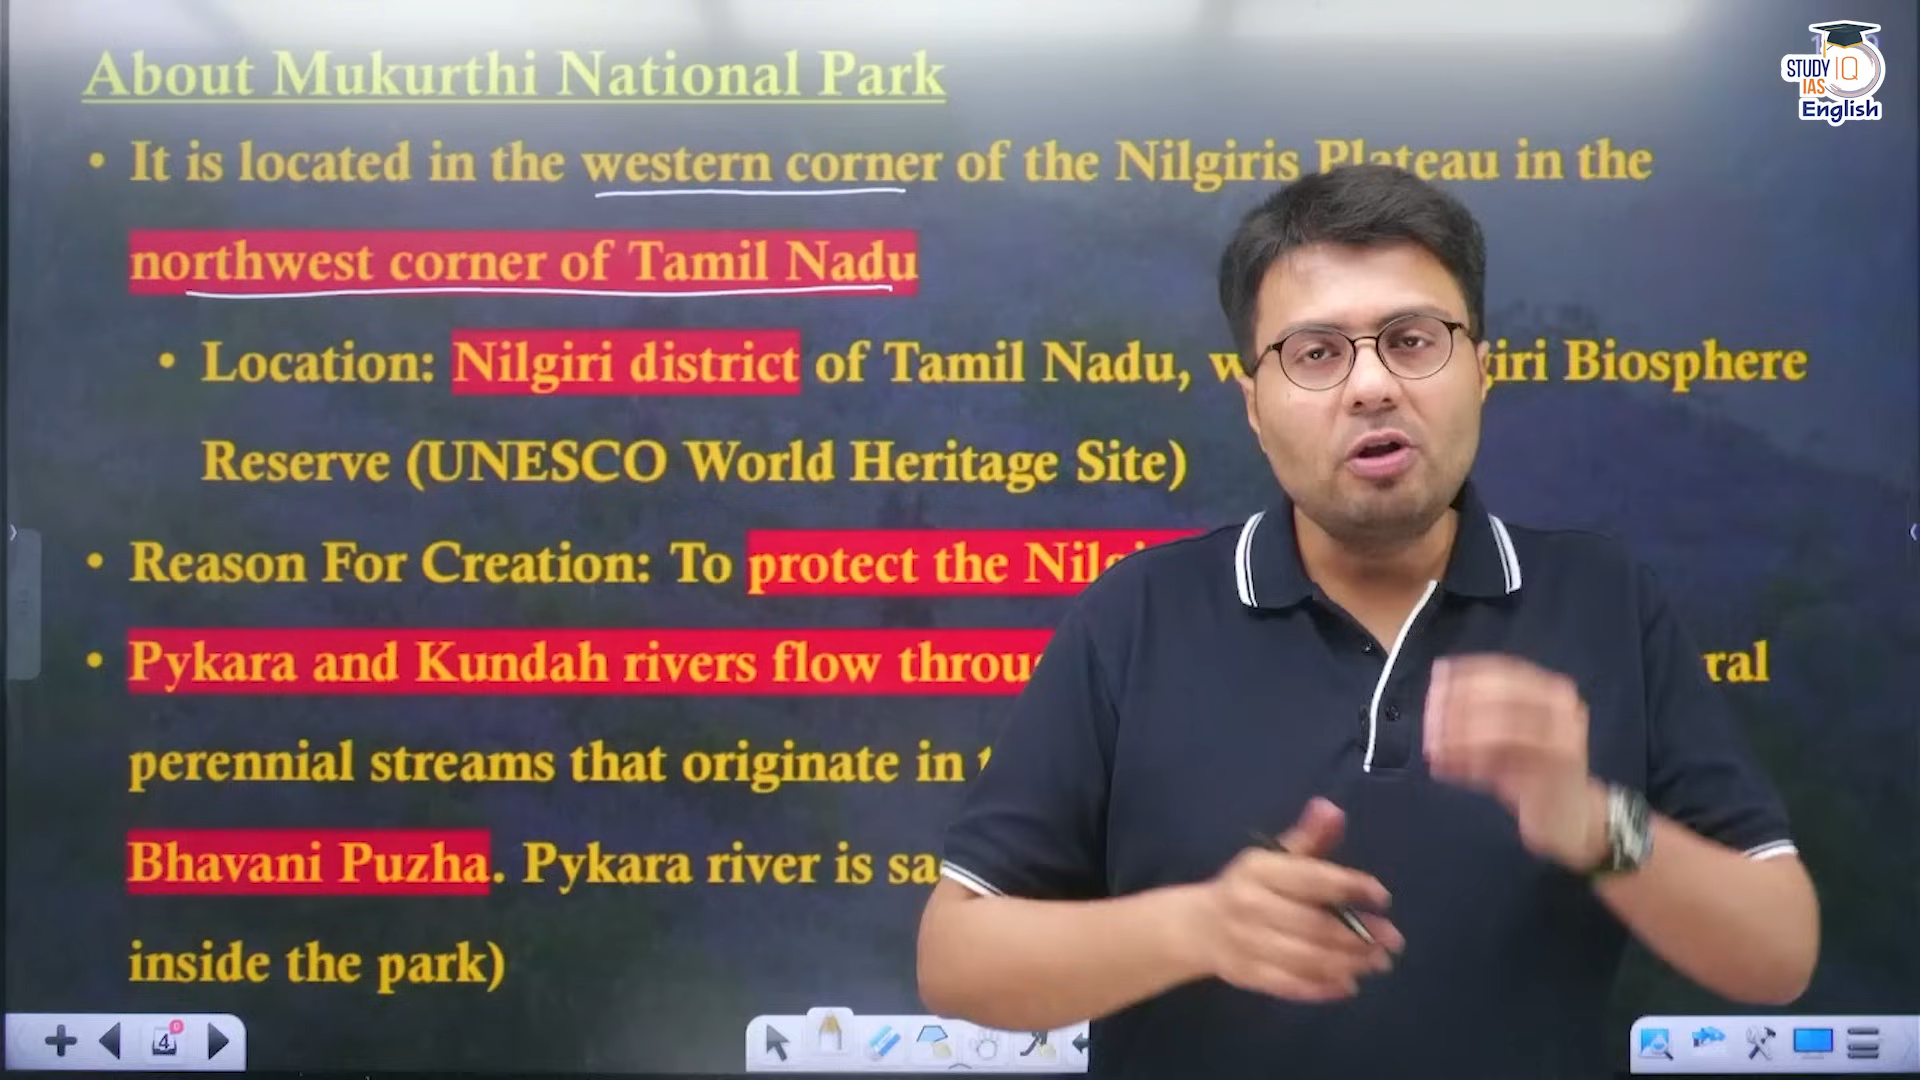 About Mukurthi National Park
STUDY IQ
IAS
English
• It is located in the western corner of the Nilgiris Plateau in the
northwest corner of Tamil Nadu
• Location: Nilgiri district of Tamil Nadu, Biosphere
Reserve (UNESCO World Heritage Site)
• Reason For Creation: To protect the
• Pykara and Kundah rivers flow
perennial streams that originate in
Bhavani Puzha. Pykara river is
inside the park)
4
0